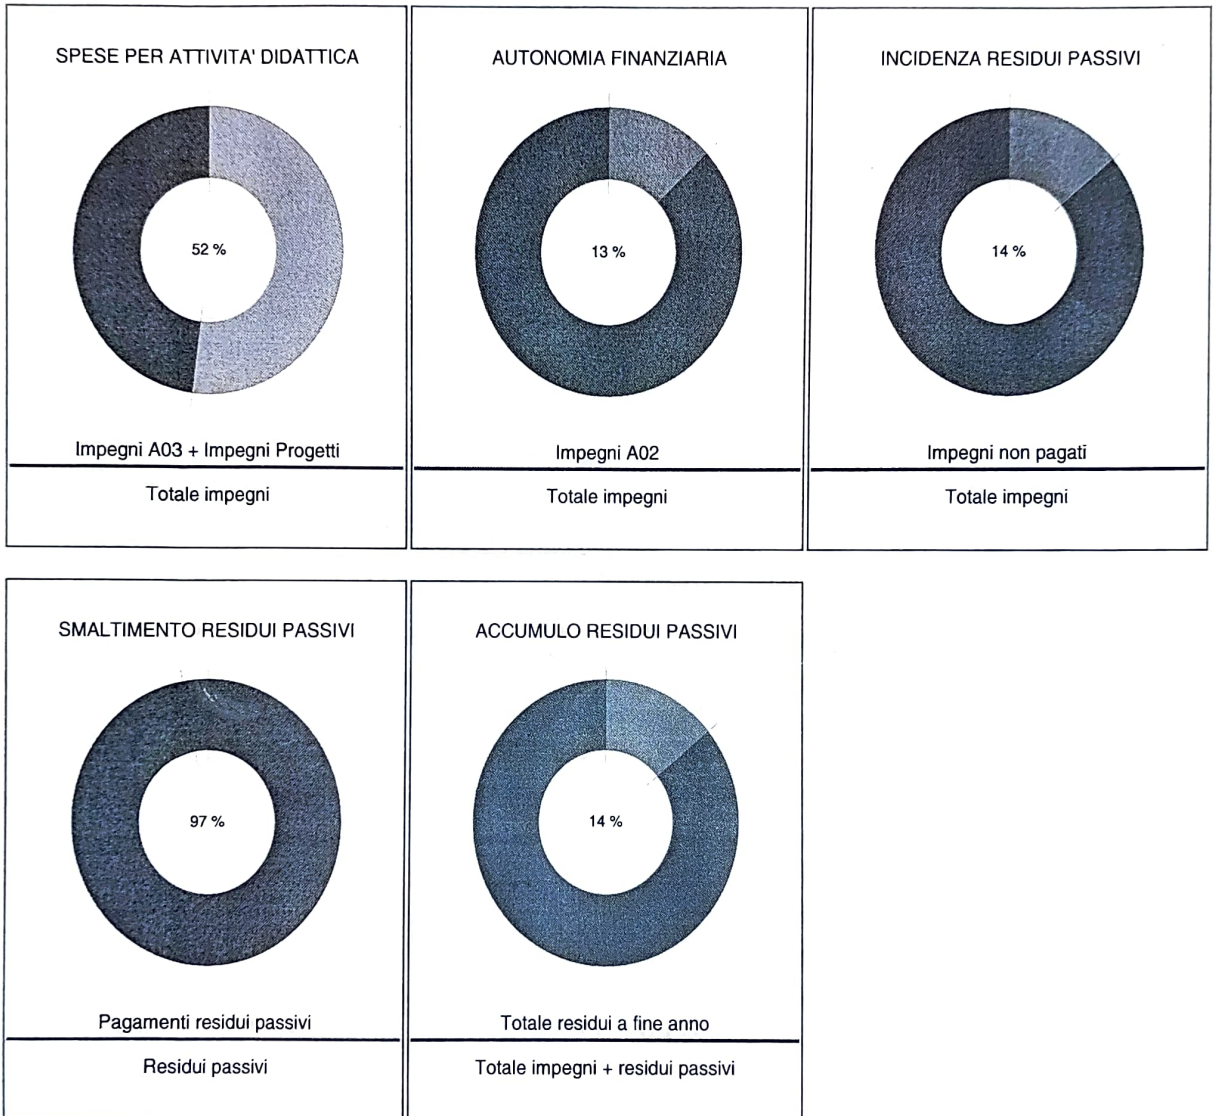 SPESE PER ATTIVITA' DIDATTICA
52 %
Impegni A03 + Impegni Progetti
Totale impegni
AUTONOMIA FINANZIARIA
13 %
Impegni A02
Totale impegni
INCIDENZA RESIDUI PASSIVI
14 %
Impegni non pagati
Totale impegni
SMALTIMENTO RESIDUI PASSIVI
97 %
Pagamenti residui passivi
Residui passivi
ACCUMULO RESIDUI PASSIVI
14 %
Totale residui a fine anno
Totale impegni + residui passivi